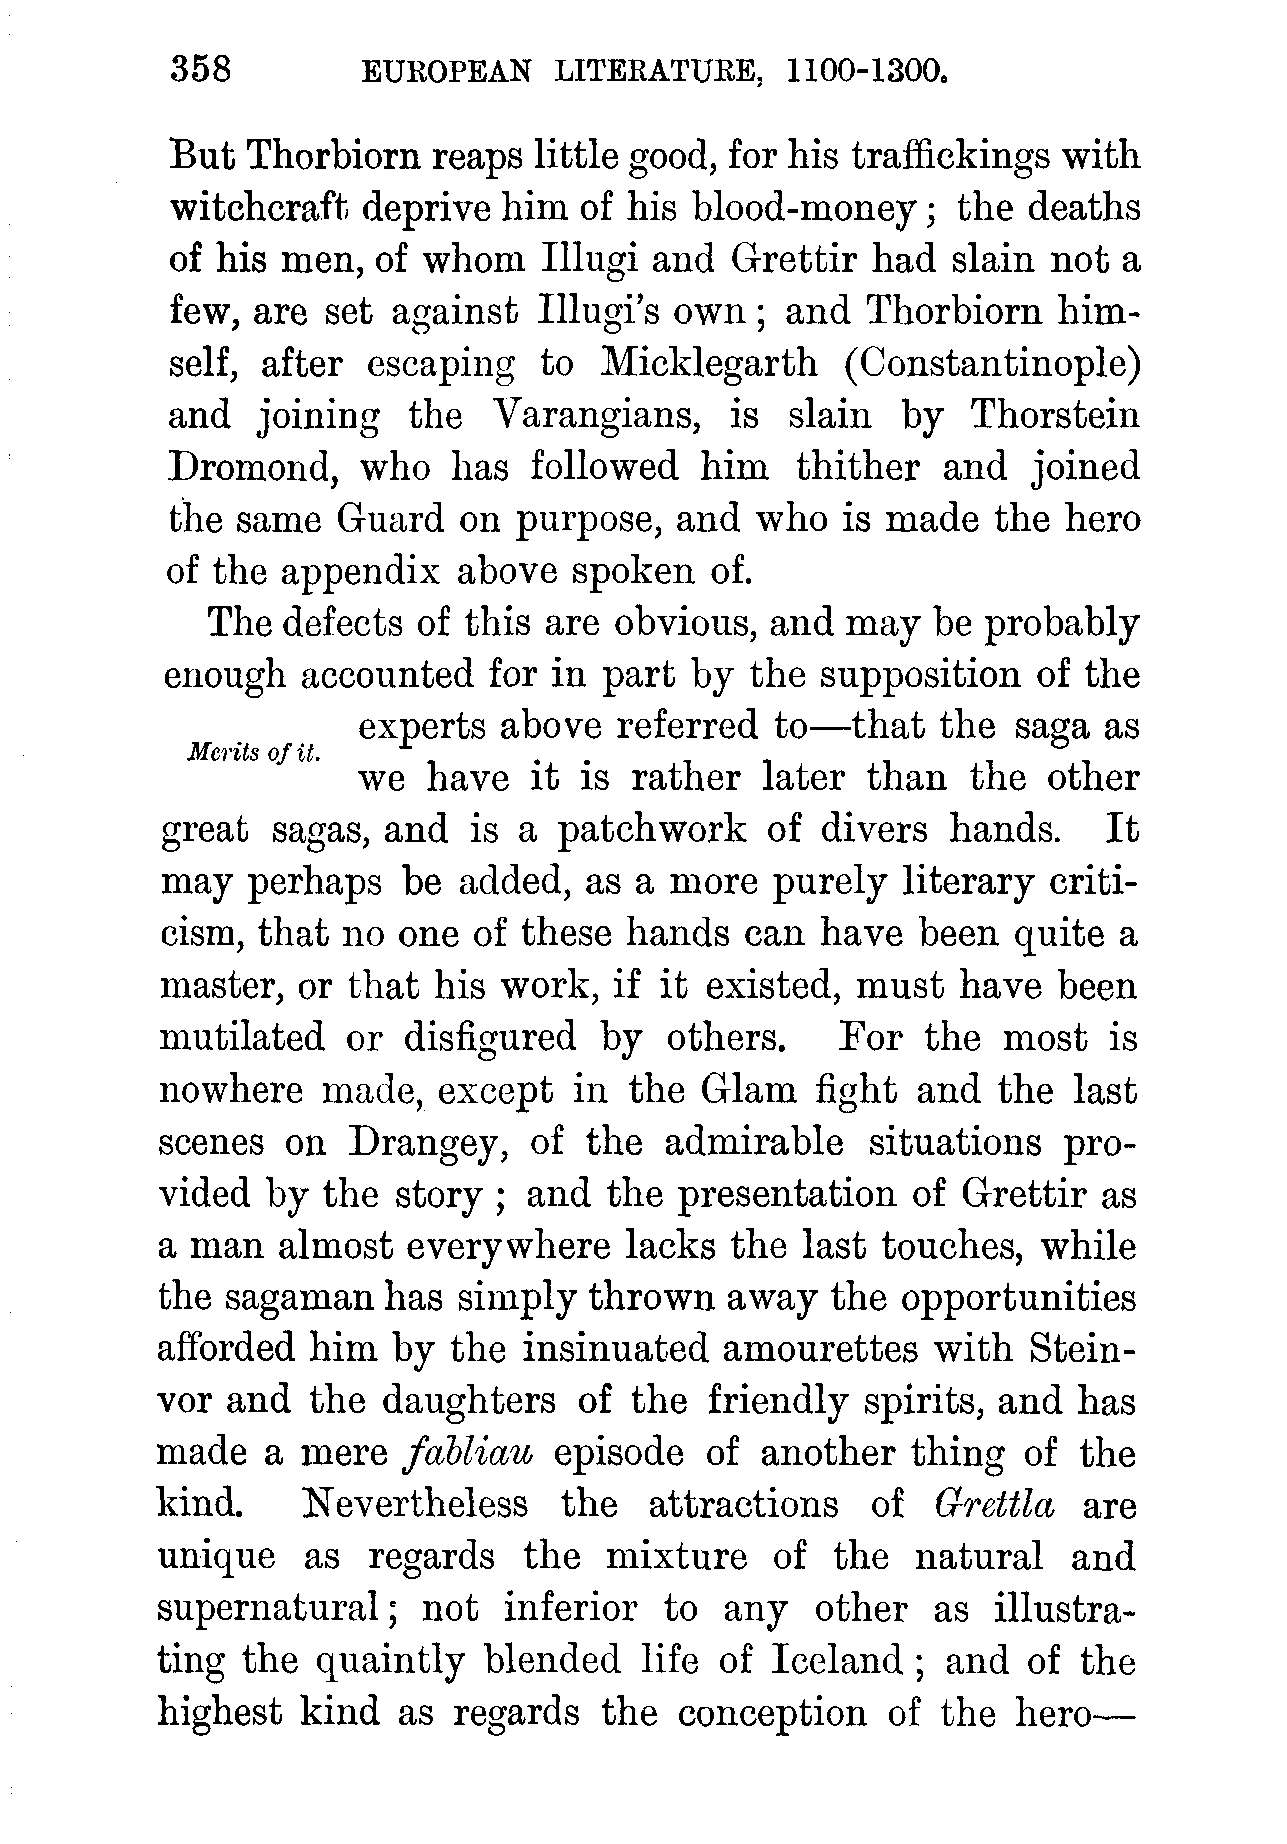 358 EUROPEAN LITERATURE, 1100-1300.
But Thorbiorn reaps little good, for his traffickings with
witchcraft deprive him of his blood-money ; the deaths
of his men, of whom Illugi and Grettir had slain not a
few, are set against Illugi's own ; and Thorbiorn him-
self, after escaping to Micklegarth (Constantinople)
and joining the Varangians, is slain by Thorstein
Dromond, who has followed him thither and joined
the same Guard on purpose, and who is made the hero
of the appendix above spoken of.
The defects of this are obvious, and may be probably
enough accounted for in part by the supposition of the
experts above referred to—that the saga as
Merits of it.
we have it is rather later than the other
great sagas, and is a patchwork of divers hands. It
may perhaps be added, as a more purely literary criti-
cism, that no one of these hands can have been quite a
master, or that his work, if it existed, must have been
mutilated or disfigured by others. For the most is
nowhere made, except in the Glam fight and the last
scenes on Drangey, of the admirable situations pro-
vided by the story ; and the presentation of Grettir as
a man almost everywhere lacks the last touches, while
the sagaman has simply thrown away the opportunities
afforded him by the insinuated amourettes with Stein-
vor and the daughters of the friendly spirits, and has
made a mere fabliau episode of another thing of the
kind. Nevertheless the attractions of Grettla are
unique as regards the mixture of the natural and
supernatural ; not inferior to any other as illustra-
ting the quaintly blended life of Iceland ; and of the
highest kind as regards the conception of the hero—